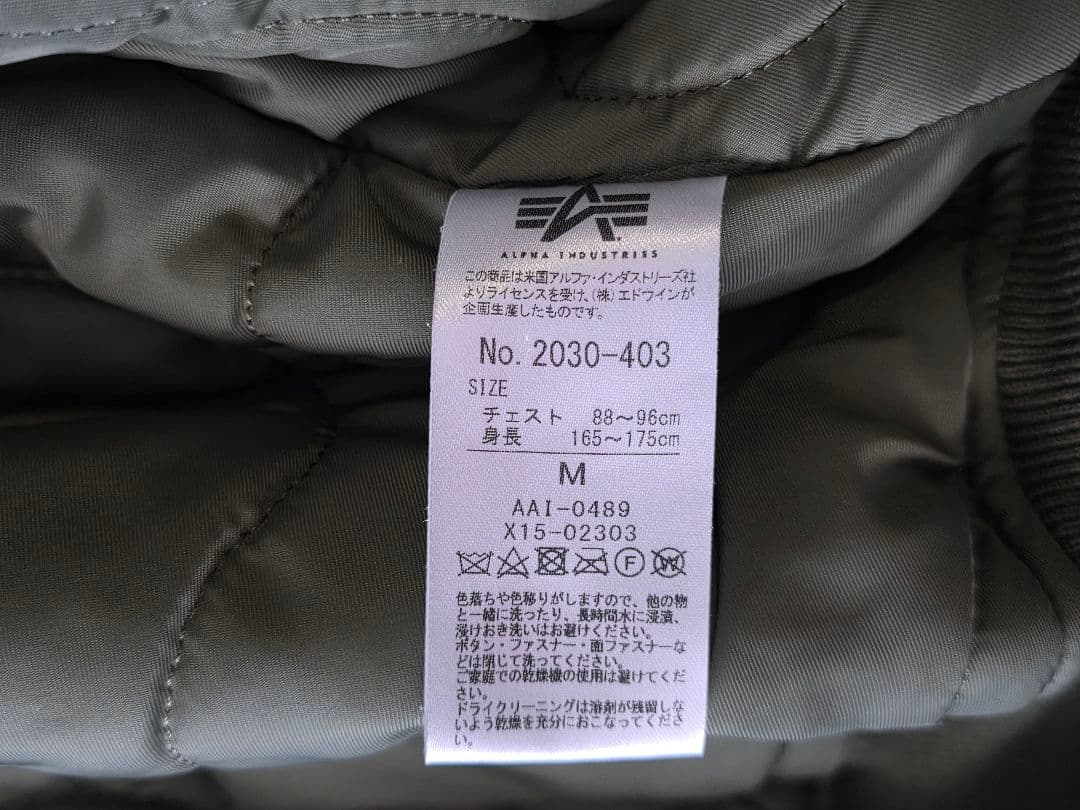 ALPHA INDUSTRIES
この商品は米国アルファ・インダストリーズ社
よりライセンスを受け、(株)エドウインが
企画生産したものです。
No. 2030-403
SIZE
チェスト 88〜96cm
身長 165〜175cm
M
AAI-0489
X15-02303
F W
色落ちや色移りがしますので、他の物
と一緒に洗ったり、長時間水に浸漬、
浸けおき洗いはお避けください。
ボタン・ファスナー・面ファスナーな
どは閉じて洗ってください。
ご家庭での乾燥機の使用は避けてくだ
さい。
ドライクリーニングは溶剤が残留しな
いよう乾燥を充分におこなってくださ
い。